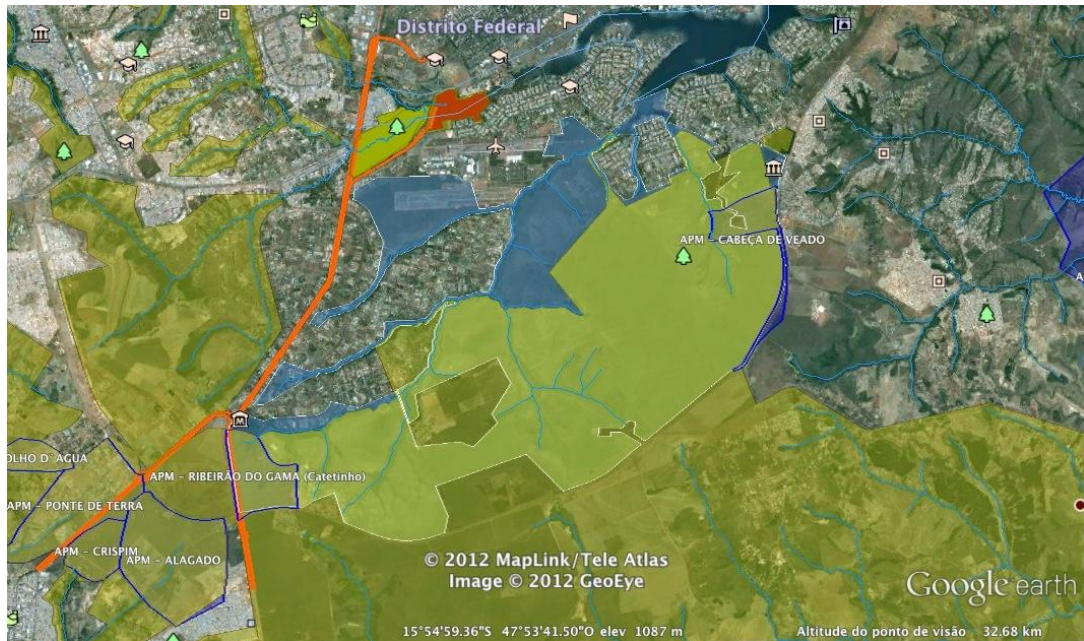 Distrito Federal
APM - CABEÇA DE VEADO
OLHO D`AGUA
APM - RIBEIRÃO DO GAMA (Catetinho)
APM - PONTE DE TERRA
APM - CRISPIM
APM - ALAGADO
© 2012 MapLink/Tele Atlas
Image © 2012 GeoEye
Google earth
15°54'59.36"S 47°53'41.50"O elev 1087 m
Altitude do ponto de visão 32.68 km